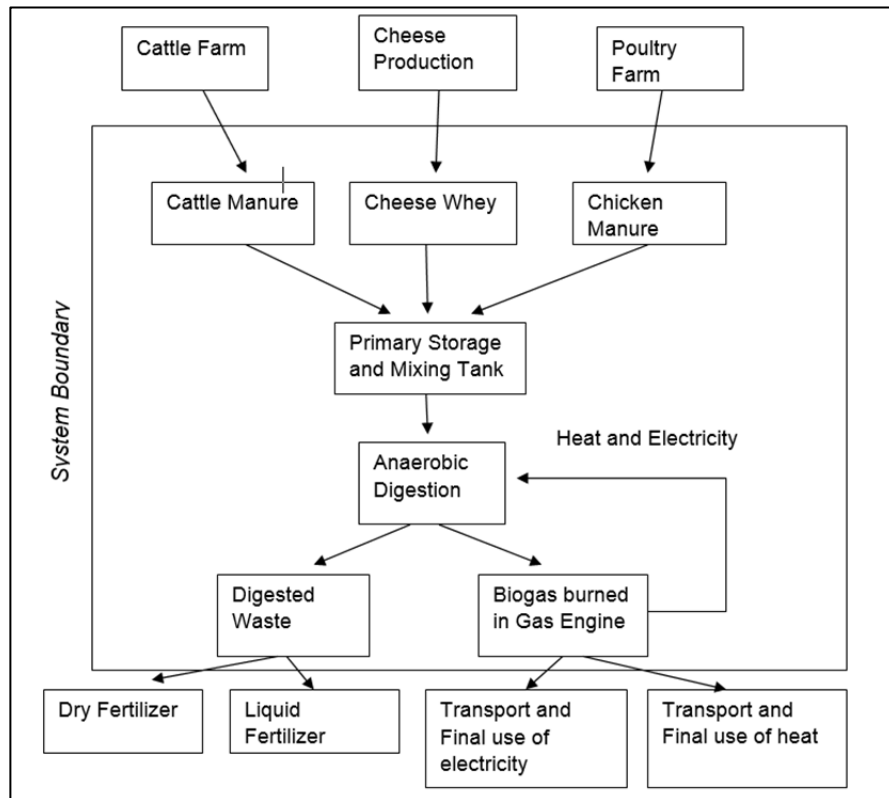 Cattle Farm
Cheese
Production
Poultry
Farm
Cattle Manure
Cheese Whey
Chicken
Manure
System Boundary
Primary Storage
and Mixing Tank
Heat and Electricity
Anaerobic
Digestion
Digested
Waste
Biogas burned
in Gas Engine
Dry Fertilizer
Liquid
Fertilizer
Transport and
Final use of
electricity
Transport and
Final use of heat